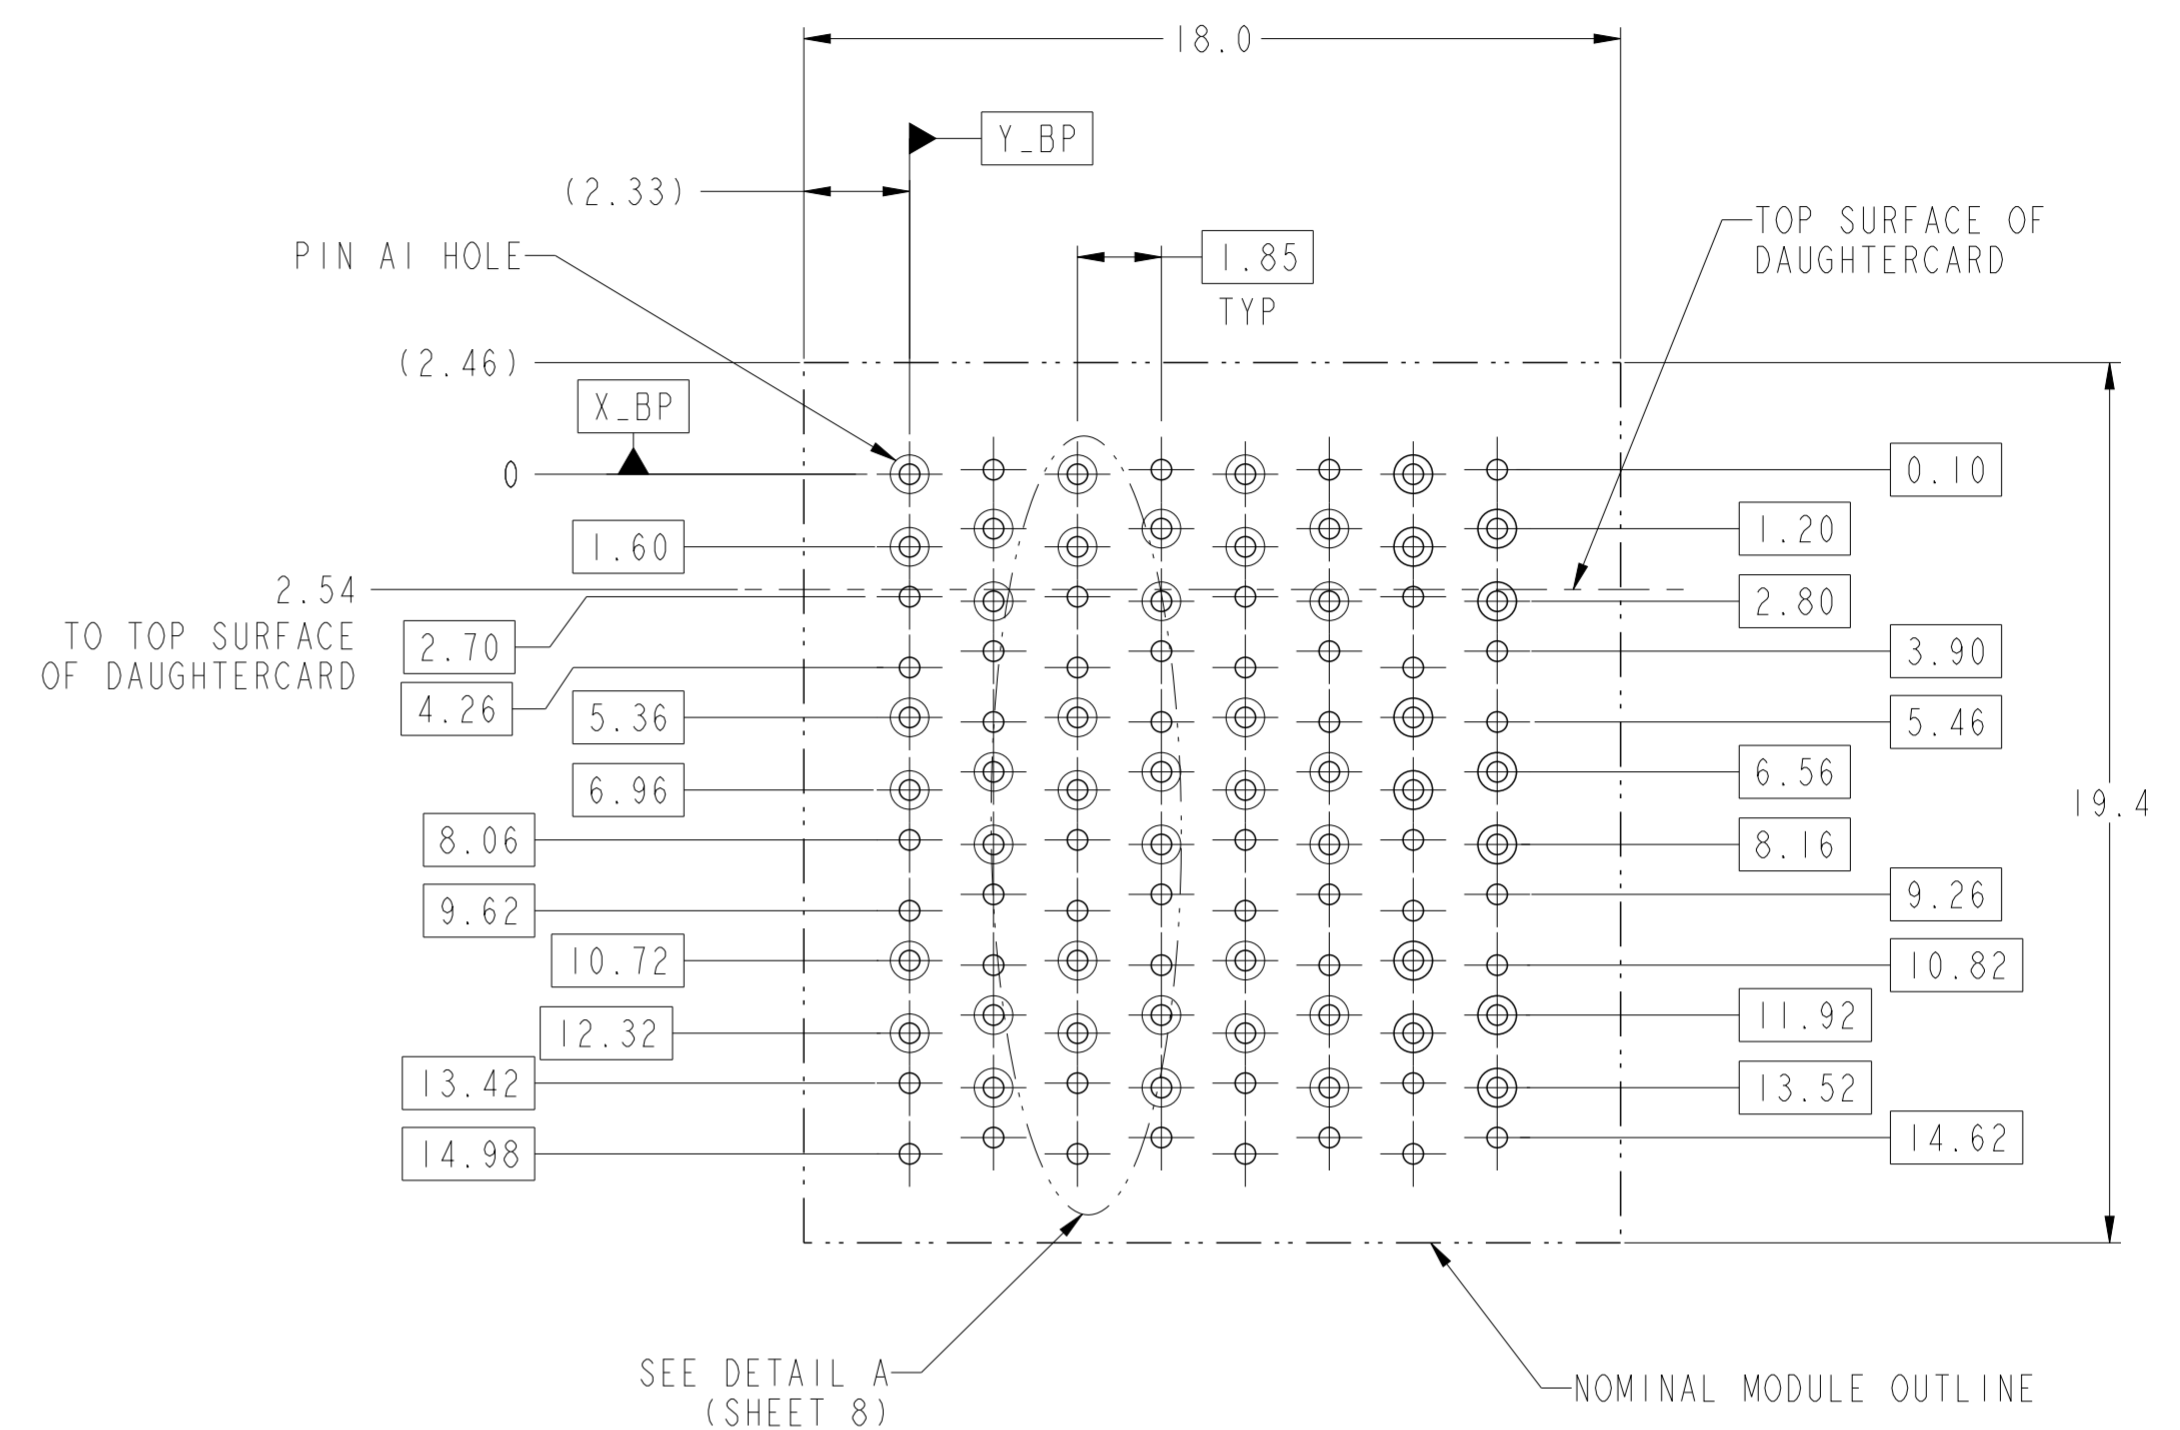 18.0
Y_BP
(2.33)
TOP SURFACE OF
DAUGHTERCARD
PIN A1 HOLE
1.85
TYP
(2.46)
X_BP
0
0.10
1.20
1.60
2.54
TO TOP SURFACE
OF DAUGHTERCARD
2.80
2.70
3.90
4.26
5.36
5.46
6.56
6.96
19.4
8.06
8.16
9.26
9.62
10.72
10.82
11.92
12.32
13.42
13.52
14.62
14.98
SEE DETAIL A
(SHEET 8)
NOMINAL MODULE OUTLINE